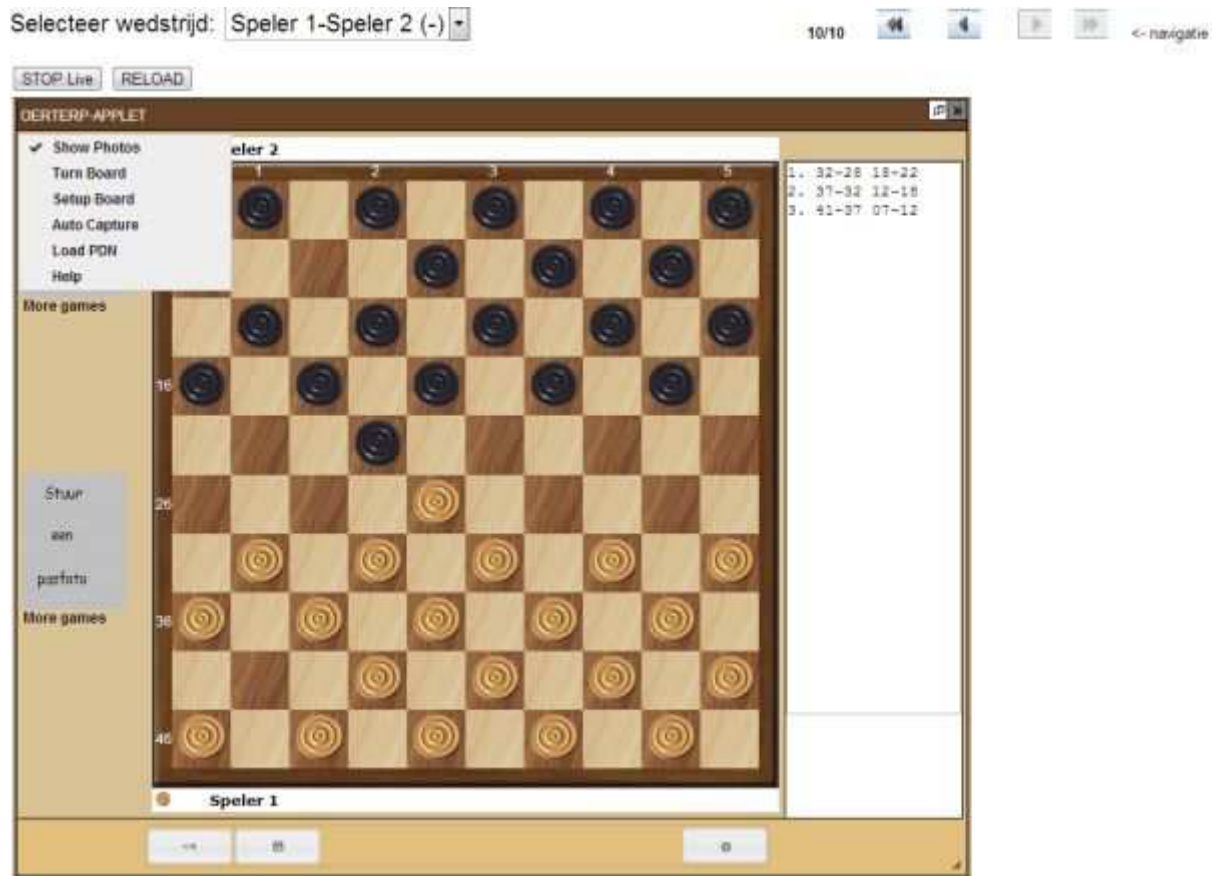 Selecteer wedstrijd: Speler 1-Speler 2 (-)
10/10
<- navigatie
STOP Live RELOAD
OERTERP-APPLET
Show Photos
Turn Board
Setup Board
Auto Capture
Load PDN
Help
eler 2
1 2 3 4 5
1. 32-28 18-22
2. 37-32 12-18
3. 41-37 07-12
More games
16
Stuur
een
26
More games
36
46
Speler 1